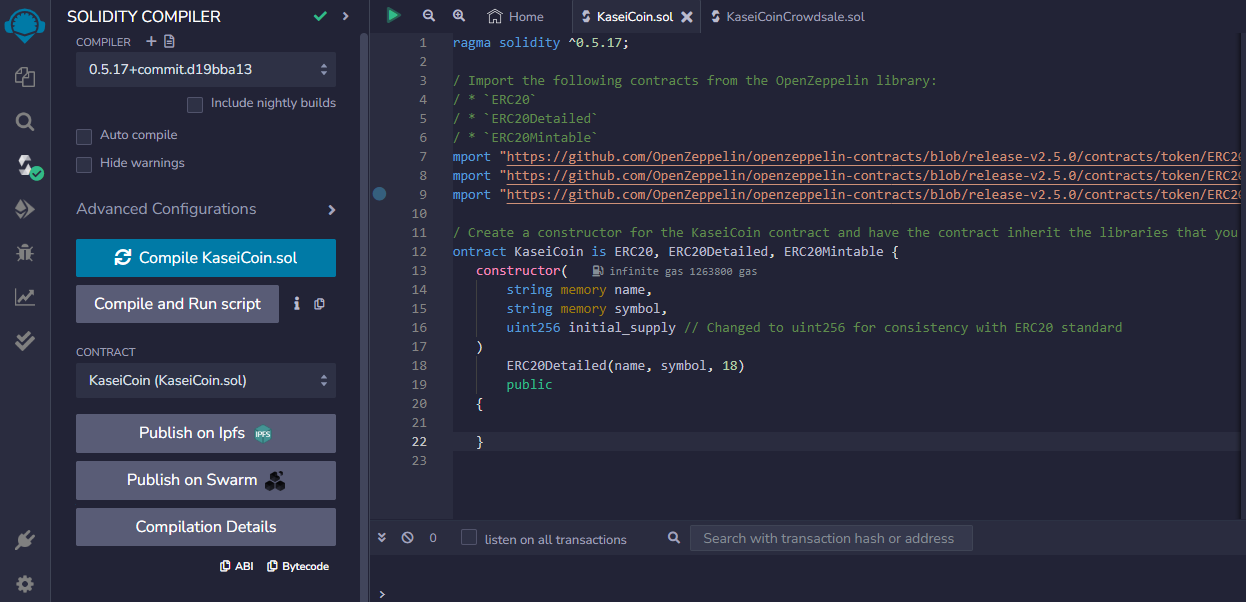 SOLIDITY COMPILER
COMPILER
0.5.17+commit.d19bba13
Include nightly builds
Auto compile
Hide warnings
Advanced Configurations
Compile KaseiCoin.sol
Compile and Run script
CONTRACT
KaseiCoin (KaseiCoin.sol)
Publish on Ipfs IPFS
Publish on Swarm
Compilation Details
ABI Bytecode
Home KaseiCoin.sol KaseiCoinCrowdsale.sol
1 ragma solidity ^0.5.17;
2
3 / Import the following contracts from the OpenZeppelin library:
4 / * `ERC20`
5 / * `ERC20Detailed`
6 / * `ERC20Mintable`
7 mport "https://github.com/OpenZeppelin/openzeppelin-contracts/blob/release-v2.5.0/contracts/token/ERC20
8 mport "https://github.com/OpenZeppelin/openzeppelin-contracts/blob/release-v2.5.0/contracts/token/ERC20
9 mport "https://github.com/OpenZeppelin/openzeppelin-contracts/blob/release-v2.5.0/contracts/token/ERC20
10
11 / Create a constructor for the KaseiCoin contract and have the contract inherit the libraries that you
12 ontract KaseiCoin is ERC20, ERC20Detailed, ERC20Mintable {
13 constructor( infinite gas 1263800 gas
14 string memory name,
15 string memory symbol,
16 uint256 initial_supply // Changed to uint256 for consistency with ERC20 standard
17 )
18 ERC20Detailed(name, symbol, 18)
19 public
20 {
21
22 }
23
0 listen on all transactions Search with transaction hash or address
>